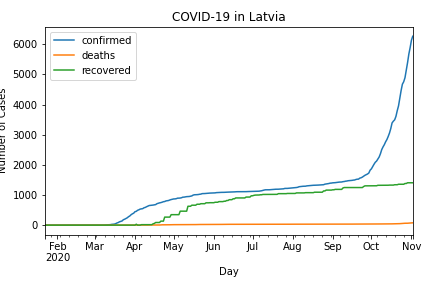 COVID-19 in Latvia
confirmed
deaths
recovered
6000
5000
4000
3000
2000
1000
0
Number of Cases
Feb Mar Apr May Jun Jul Aug Sep Oct Nov
2020
Day